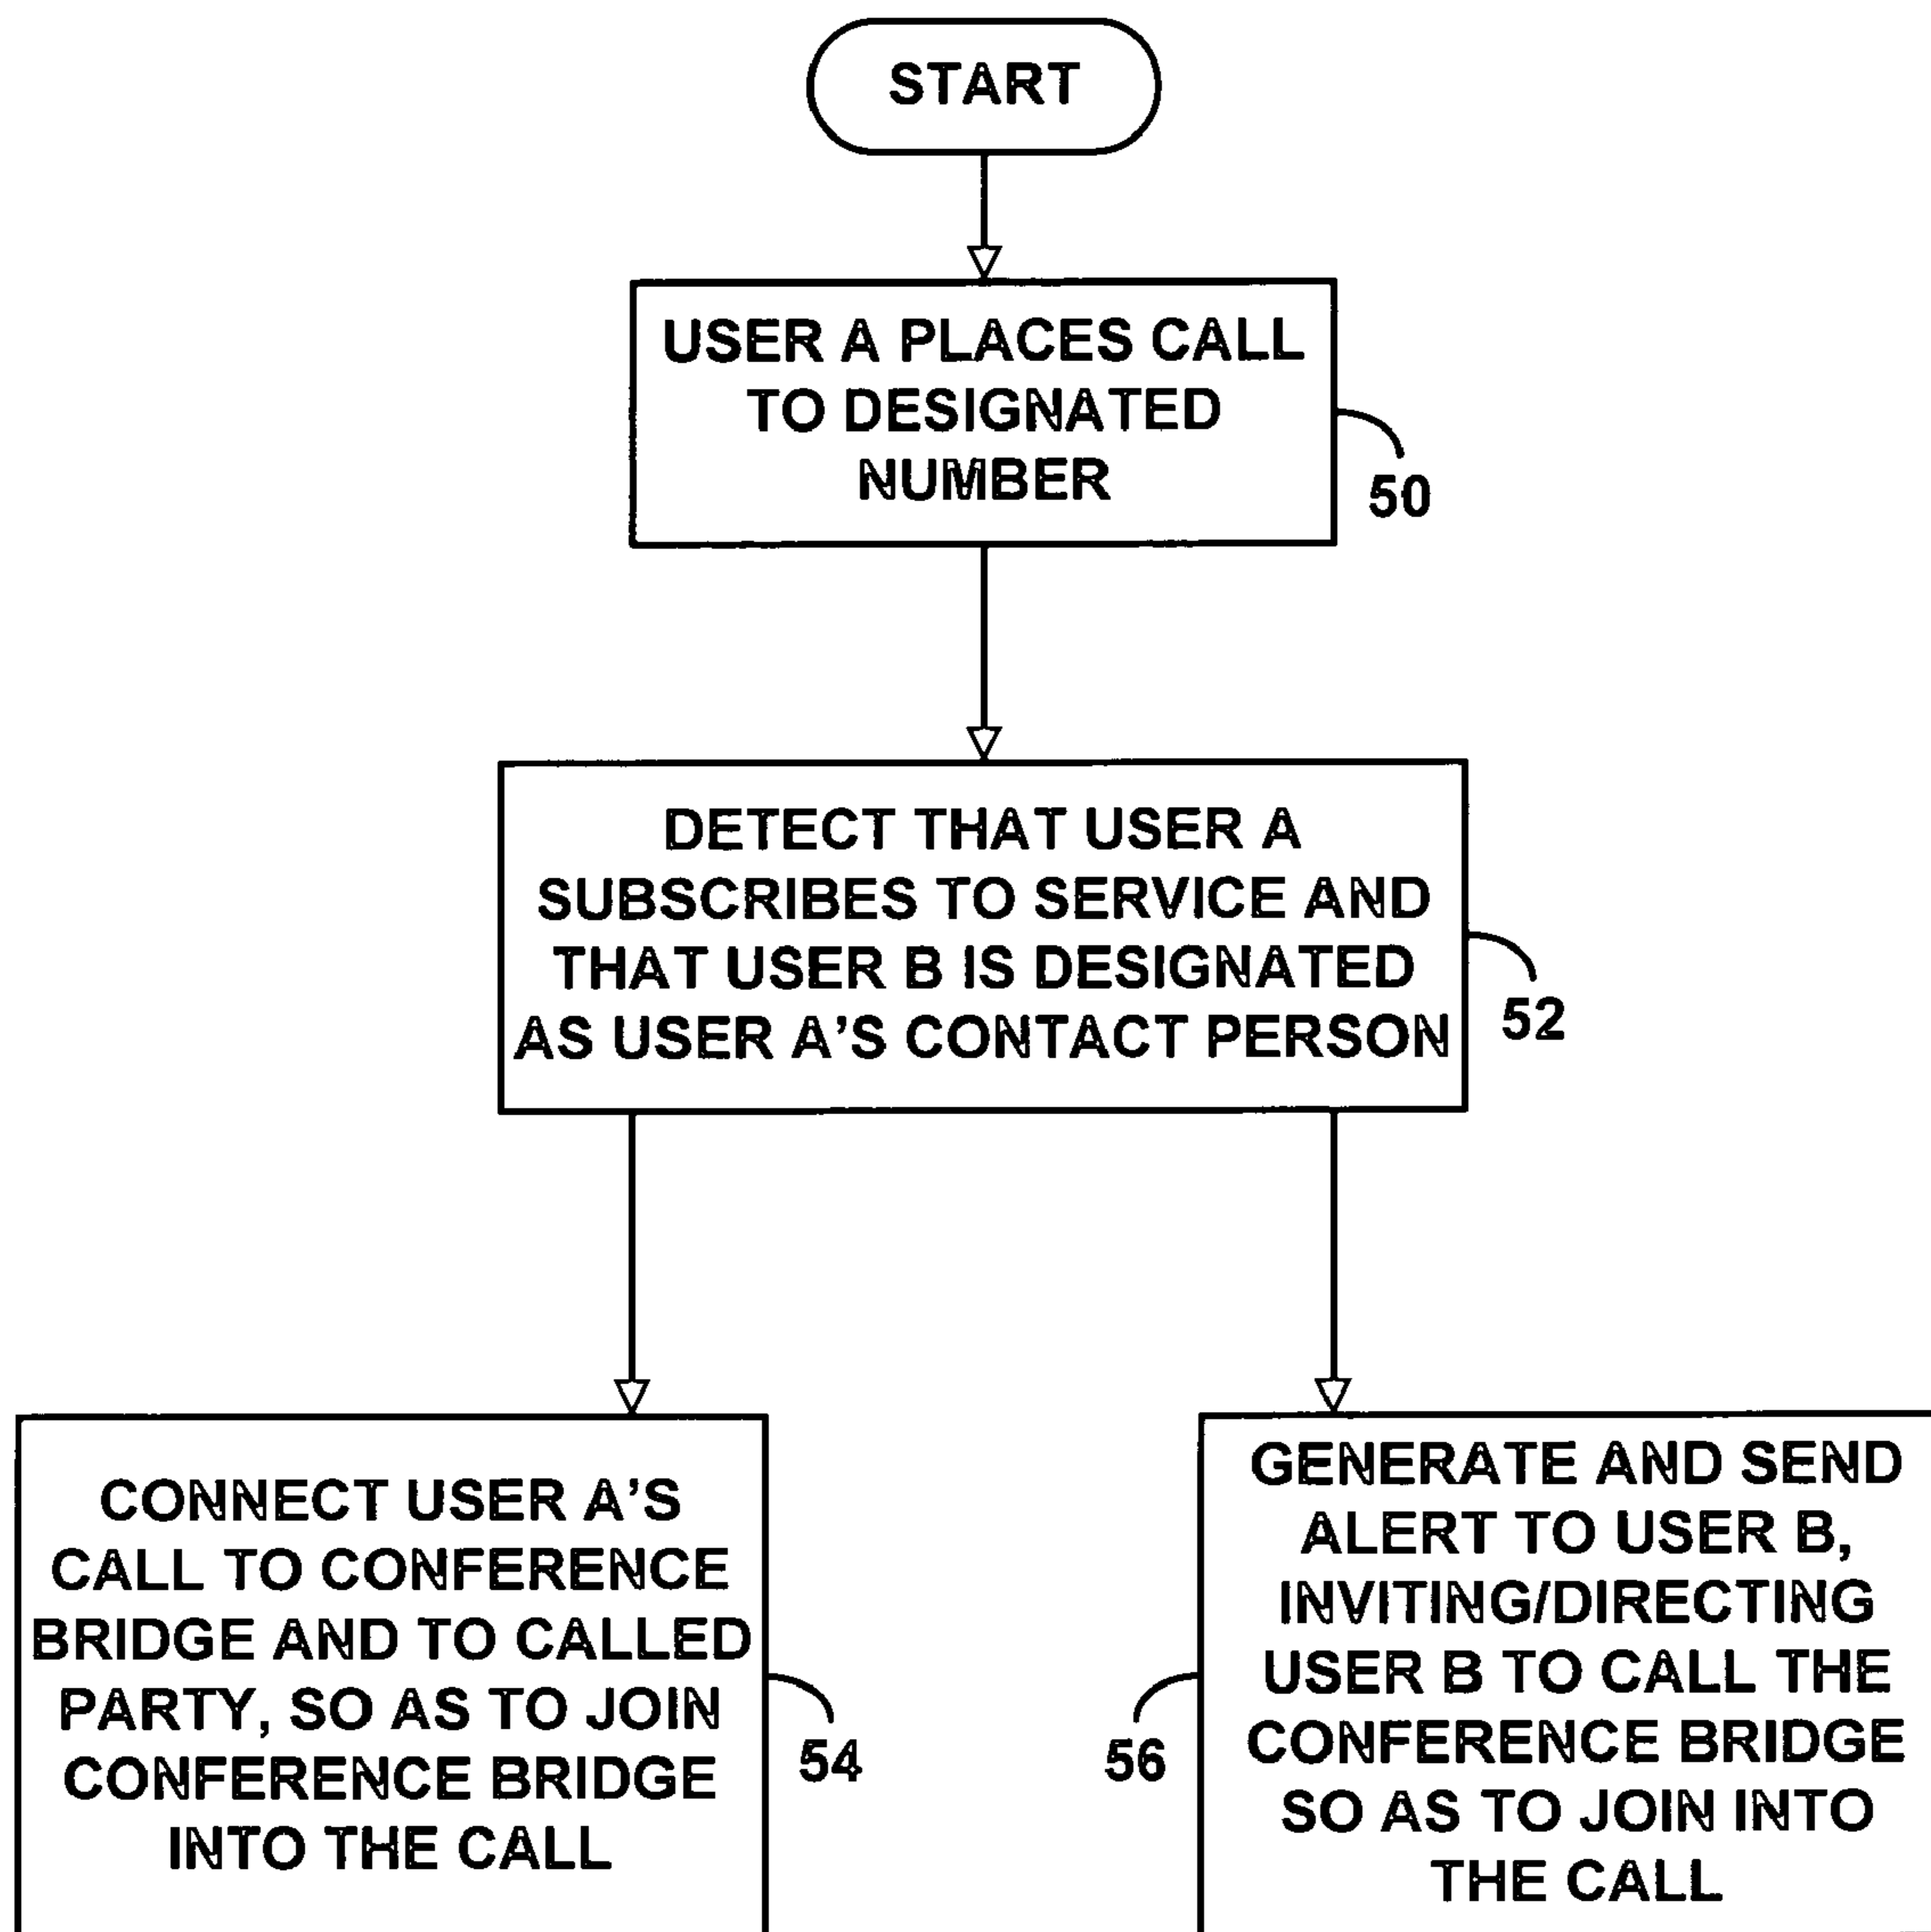 START
USER A PLACES CALL
TO DESIGNATED
NUMBER
50
DETECT THAT USER A
SUBSCRIBES TO SERVICE AND
THAT USER B IS DESIGNATED
AS USER A'S CONTACT PERSON
52
CONNECT USER A'S
CALL TO CONFERENCE
BRIDGE AND TO CALLED
PARTY, SO AS TO JOIN
CONFERENCE BRIDGE
INTO THE CALL
54
GENERATE AND SEND
ALERT TO USER B,
INVITING/DIRECTING
USER B TO CALL THE
CONFERENCE BRIDGE
SO AS TO JOIN INTO
THE CALL
56